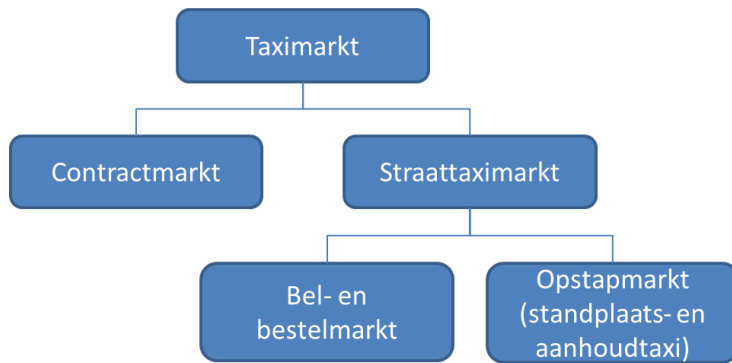 Taximarkt
Contractmarkt
Straattaximarkt
Bel- en
bestelmarkt
Opstapmarkt
(standplaats- en
aanhoudtaxi)